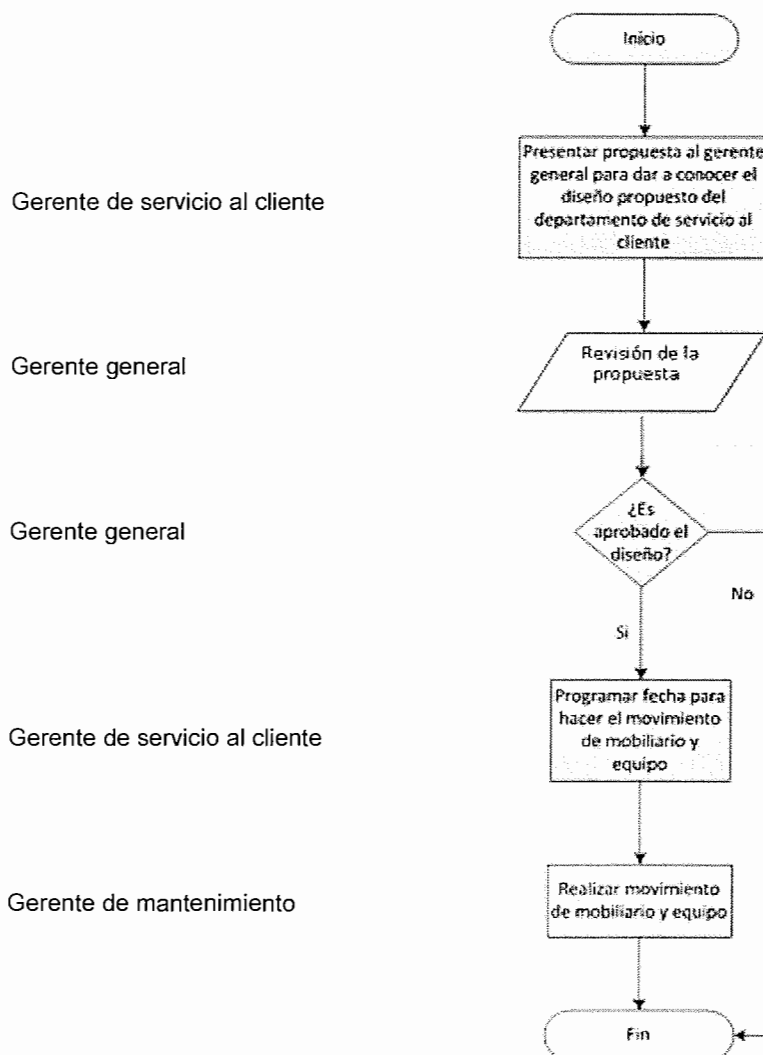 Inicio
Presentar propuesta al gerente
general para dar a conocer el
diseño propuesto del
departamento de servicio al
cliente
Gerente de servicio al cliente
Revisión de la
propuesta
Gerente general
¿Es
aprobado el
diseño?
Gerente general
No
Si
Programar fecha para
hacer el movimiento
de mobiliario y
equipo
Gerente de servicio al cliente
Realizar movimiento
de mobiliario y equipo
Gerente de mantenimiento
Fin